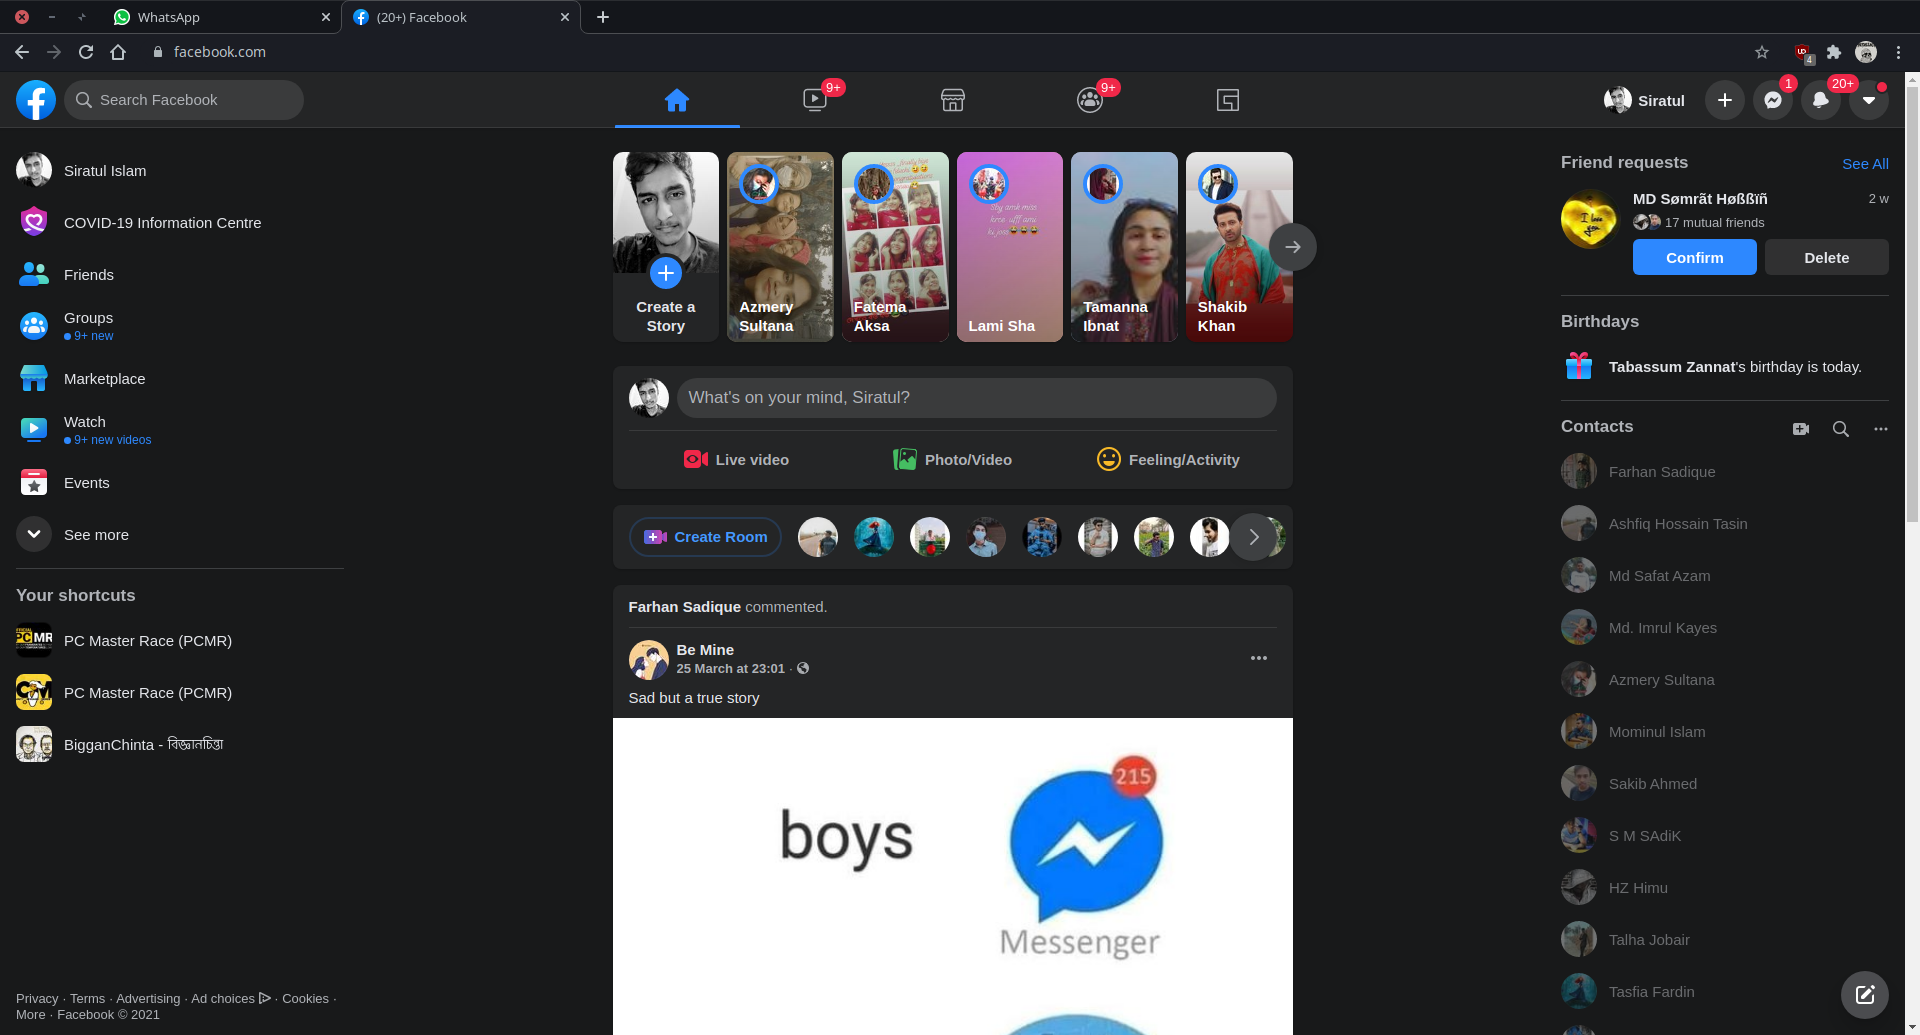 WhatsApp
(20+) Facebook
facebook.com
4
Search Facebook
9+
9+
Siratul
1
20+
Siratul Islam
COVID-19 Information Centre
Friends
Groups
9+ new
Marketplace
Watch
9+ new videos
Events
See more
Your shortcuts
PC Master Race (PCMR)
PC Master Race (PCMR)
BigganChinta - বিজ্ঞানচিন্তা
Privacy · Terms · Advertising · Ad choices · Cookies ·
More · Facebook © 2021
Create a
Story
Azmery
Sultana
Fatema
Aksa
Lami Sha
Tamanna
Ibnat
Shakib
Khan
What's on your mind, Siratul?
Live video
Photo/Video
Feeling/Activity
Create Room
Farhan Sadique commented.
Be Mine
25 March at 23:01 ·
Sad but a true story
boys
215
Messenger
Friend requests
See All
MD Sømrãt Høßßïñ
2 w
17 mutual friends
Confirm
Delete
I love
you
Birthdays
Tabassum Zannat's birthday is today.
Contacts
Farhan Sadique
Ashfiq Hossain Tasin
Md Safat Azam
Md. Imrul Kayes
Azmery Sultana
Mominul Islam
Sakib Ahmed
S M SAdiK
HZ Himu
Talha Jobair
Tasfia Fardin